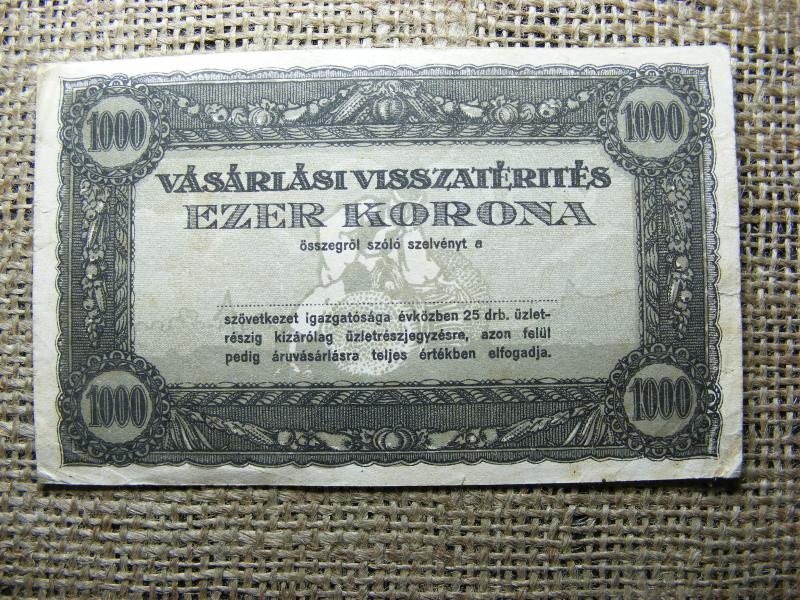 1000 1000
VÁSÁRLÁSI VISSZATÉRITÉS
EZER KORONA
összegről szóló szelvényt a
szövetkezet igazgatósága évközben 25 drb. üzlet-
részig kizárólag üzletrészjegyzésre, azon felül
pedig áruvásárlásra teljes értékben elfogadja.
1000 1000